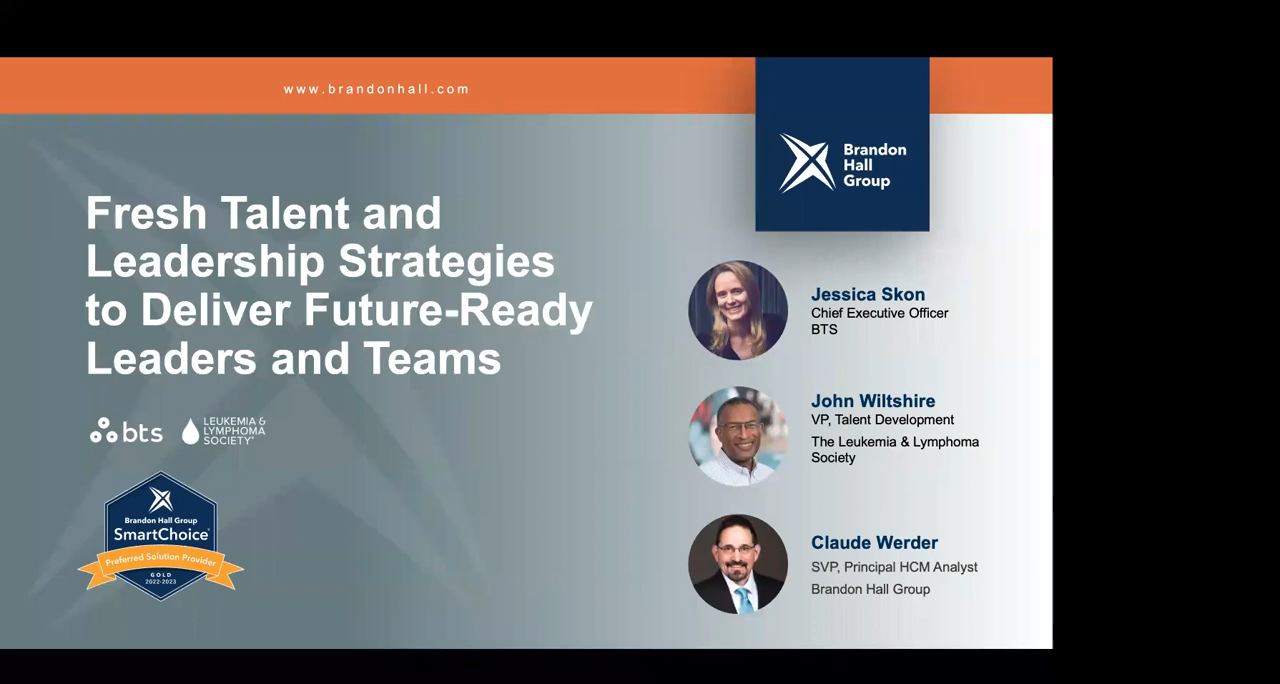 www.brandonhall.com
Brandon
Hall
Group
Fresh Talent and
Leadership Strategies
to Deliver Future-Ready
Leaders and Teams
bts
LEUKEMIA &
LYMPHOMA
SOCIETY®
Brandon Hall Group
SmartChoice®
Preferred Solution Provider
GOLD
2022-2023
Jessica Skon
Chief Executive Officer
BTS
John Wiltshire
VP, Talent Development
The Leukemia & Lymphoma
Society
Claude Werder
SVP, Principal HCM Analyst
Brandon Hall Group